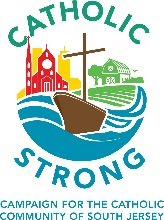 CATHOLIC
STRONG
CAMPAIGN FOR THE CATHOLIC
COMMUNITY OF SOUTH JERSEY